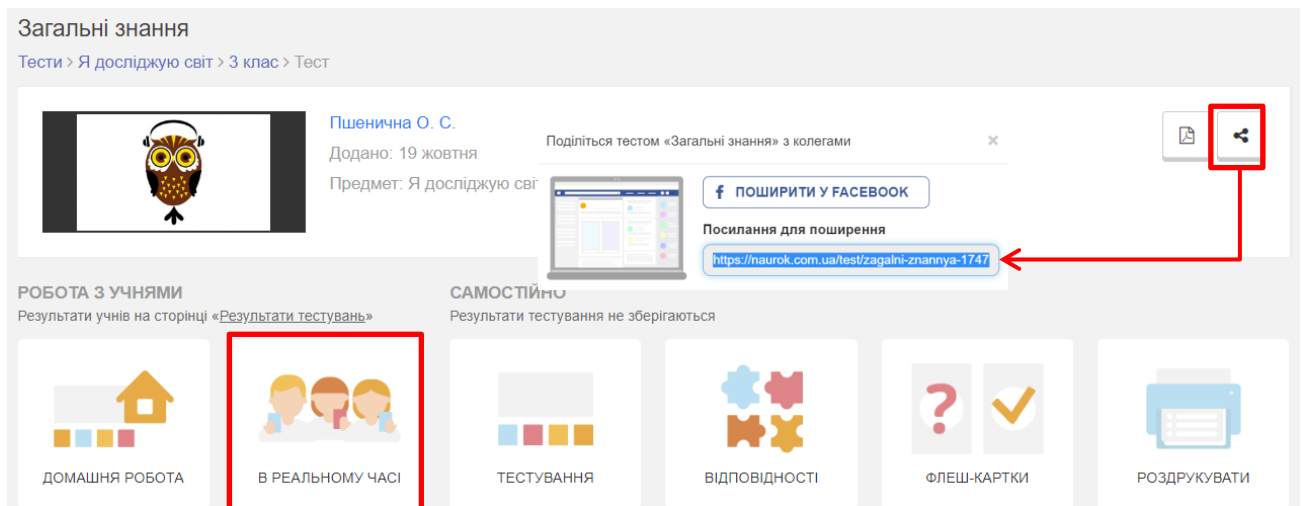 Загальні знання
Тести > Я досліджую світ > 3 клас > Тест
Пшенична О. С.
Додано: 19 жовтня
Предмет: Я досліджую сві
Поділіться тестом «Загальні знання» з колегами ×
f ПОШИРИТИ У FACEBOOK
Посилання для поширення
https://naurok.com.ua/test/zagalni-znannya-1747
РОБОТА З УЧНЯМИ
Результати учнів на сторінці «Результати тестувань»
САМОСТІЙНО
Результати тестування не зберігаються
ДОМАШНЯ РОБОТА
В РЕАЛЬНОМУ ЧАСІ
ТЕСТУВАННЯ
ВІДПОВІДНОСТІ
ФЛЕШ-КАРТКИ
РОЗДРУКУВАТИ